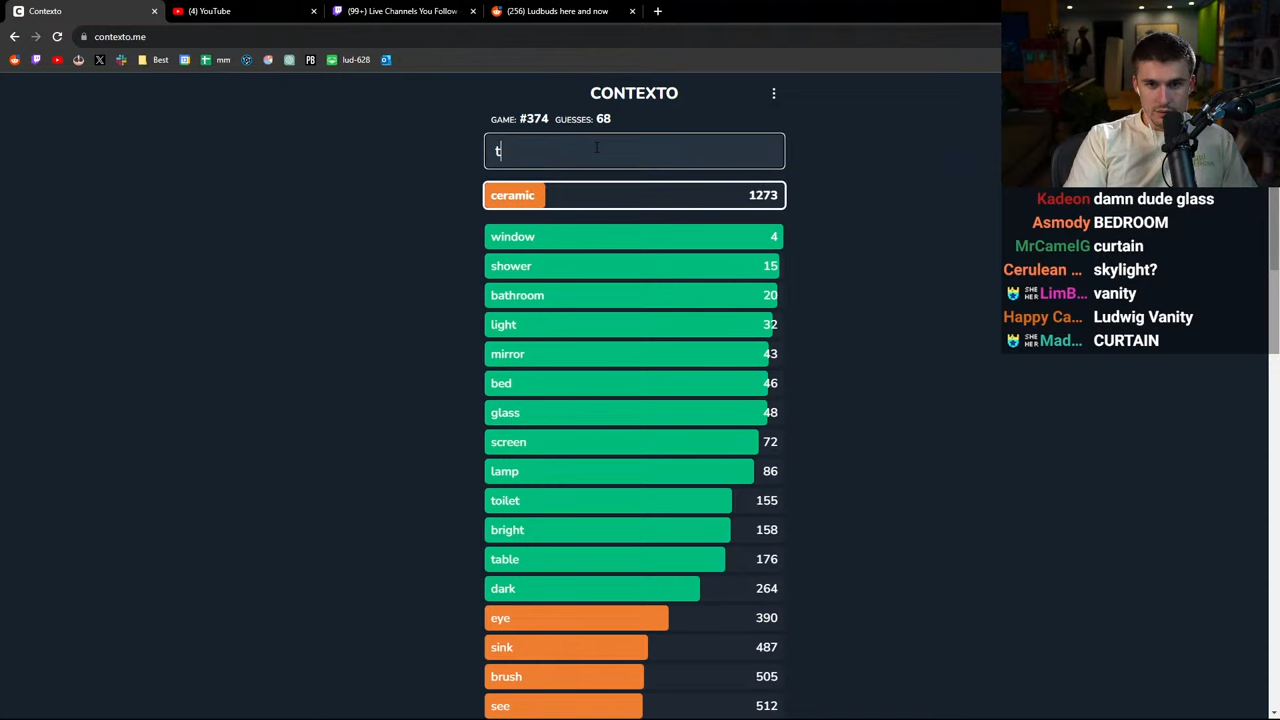 Contexto
(4) YouTube
(99+) Live Channels You Follow
(256) Ludbuds here and now
contexto.me
Best
mm
PB
lud-628
CONTEXTO
GAME: #374 GUESSES: 68
t
ceramic 1273
window 4
shower 15
bathroom 20
light 32
mirror 43
bed 46
glass 48
screen 72
lamp 86
toilet 155
bright 158
table 176
dark 264
eye 390
sink 487
brush 505
see 512
Kadeon damn dude glass
Asmody BEDROOM
MrCamelG curtain
Cerulean ... skylight?
SHE HER LimB... vanity
Happy Ca... Ludwig Vanity
SHE HER Mad... CURTAIN